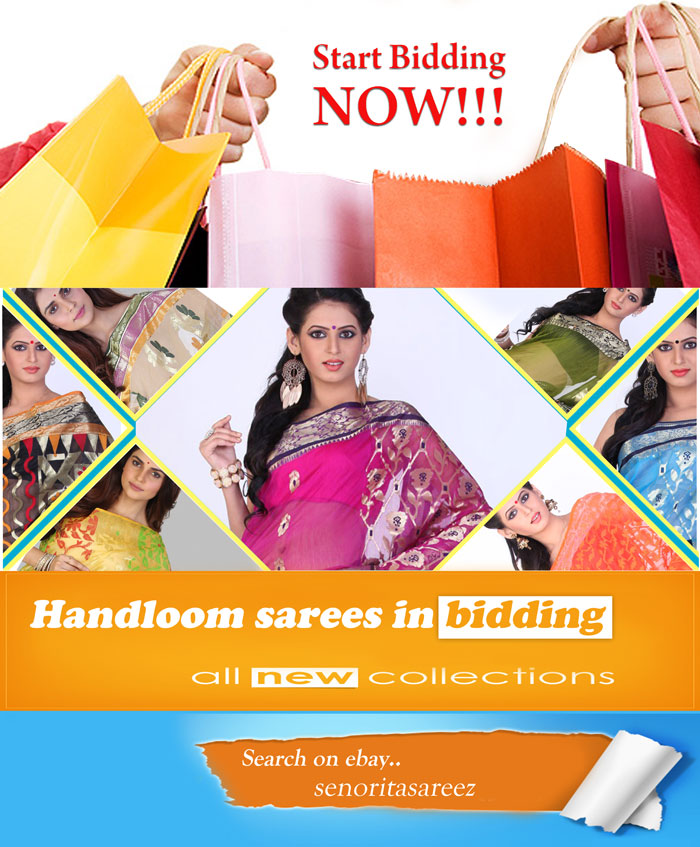 Start Bidding
NOW!!!
Handloom sarees in bidding
all new collections
Search on ebay..
senoritasareez